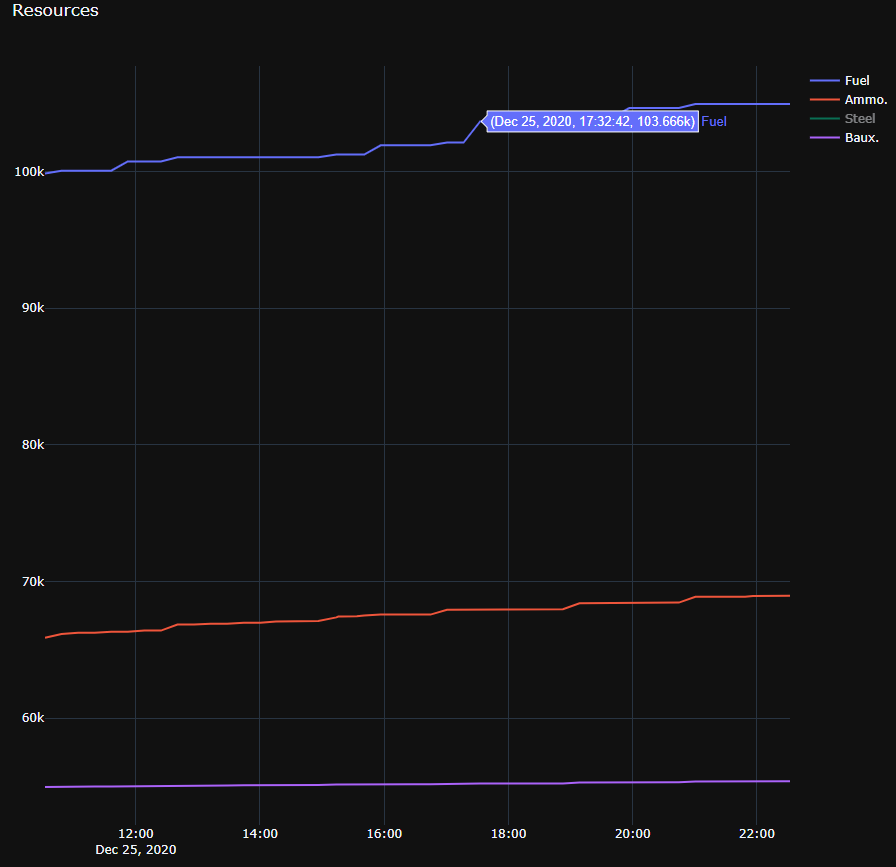 Resources
Fuel
Ammo.
Steel
Baux.
(Dec 25, 2020, 17:32:42, 103.666k) Fuel
100k
90k
80k
70k
60k
12:00 14:00 16:00 18:00 20:00 22:00
Dec 25, 2020